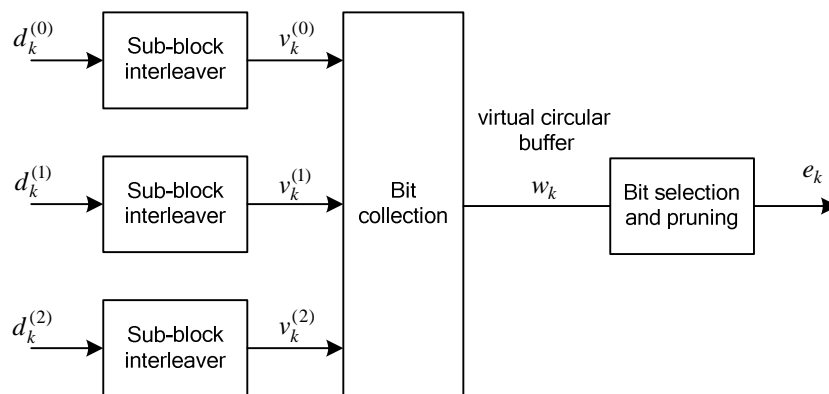 d_k^{(0)}
Sub-block
interleaver
v_k^{(0)}
virtual circular
buffer
d_k^{(1)}
Sub-block
interleaver
v_k^{(1)}
Bit
collection
w_k
Bit selection
and pruning
e_k
d_k^{(2)}
Sub-block
interleaver
v_k^{(2)}